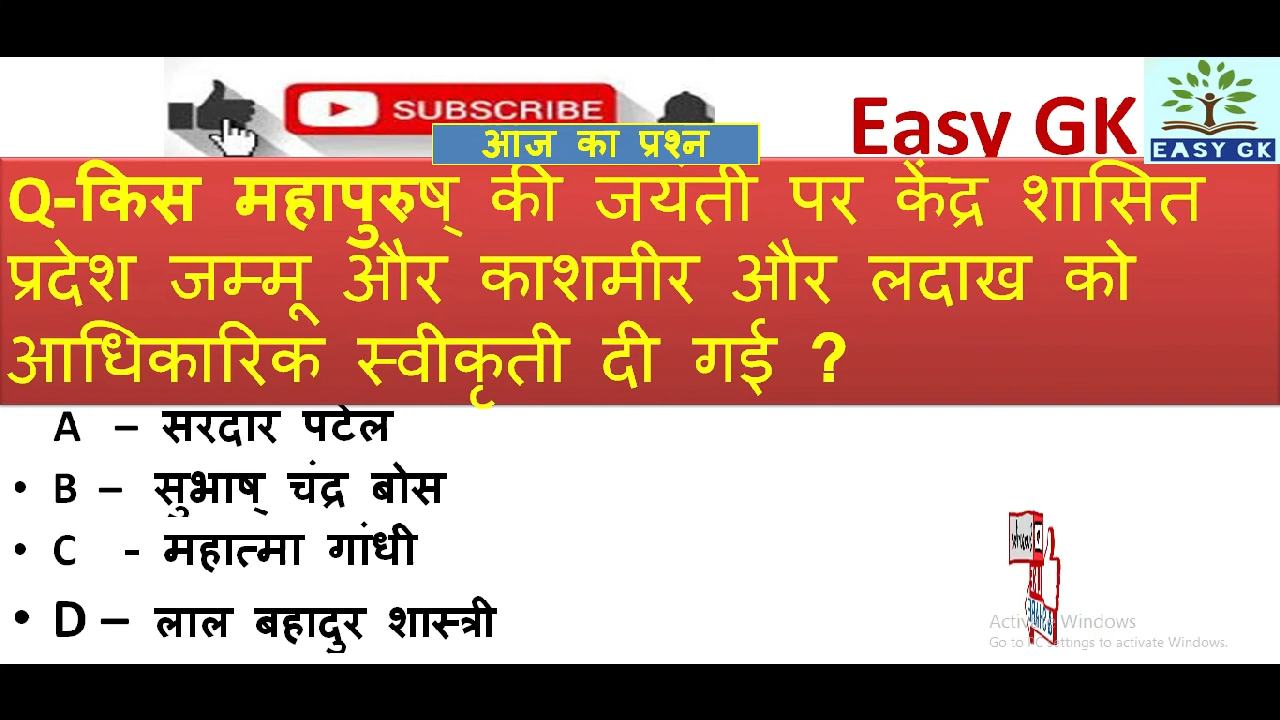 SUBSCRIBE
Easy GK
EASY GK
आज का प्रश्न
Q-किस महापुरुष् की जयंती पर केंद्र शासित
प्रदेश जम्मू और काशमीर और लदाख को
आधिकारिक स्वीकृती दी गई ?
A – सरदार पटेल
• B – सुभाष् चंद्र बोस
• C - महात्मा गांधी
• D – लाल बहादुर शास्त्री
Activate Windows
Go to PC settings to activate Windows.